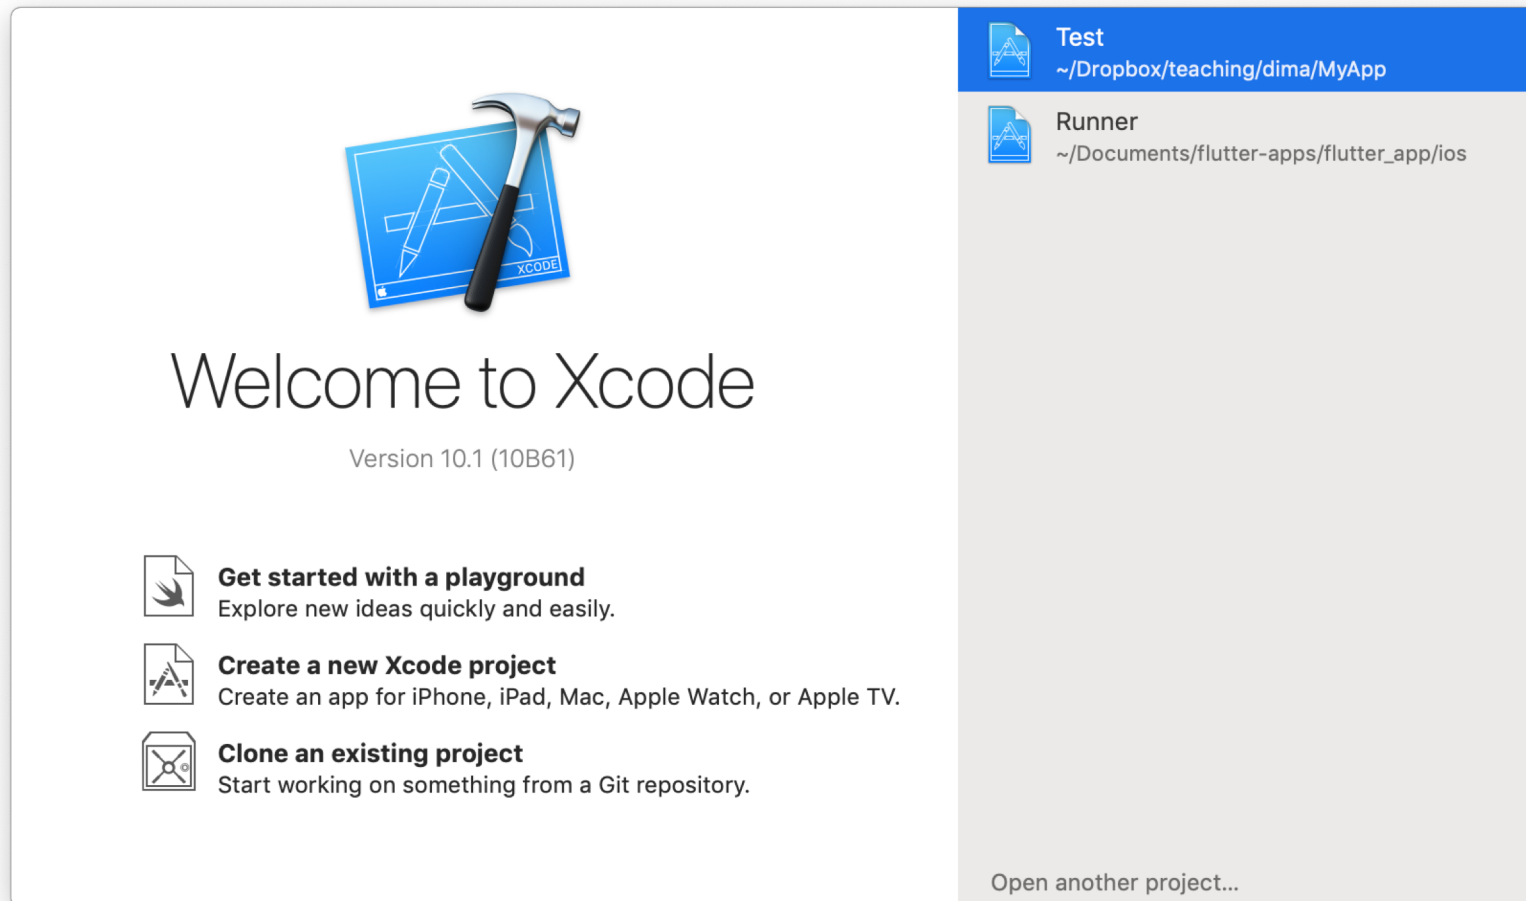 XCODE
Welcome to Xcode
Version 10.1 (10B61)
Get started with a playground
Explore new ideas quickly and easily.
Create a new Xcode project
Create an app for iPhone, iPad, Mac, Apple Watch, or Apple TV.
Clone an existing project
Start working on something from a Git repository.
Test
~/Dropbox/teaching/dima/MyApp
Runner
~/Documents/flutter-apps/flutter_app/ios
Open another project...